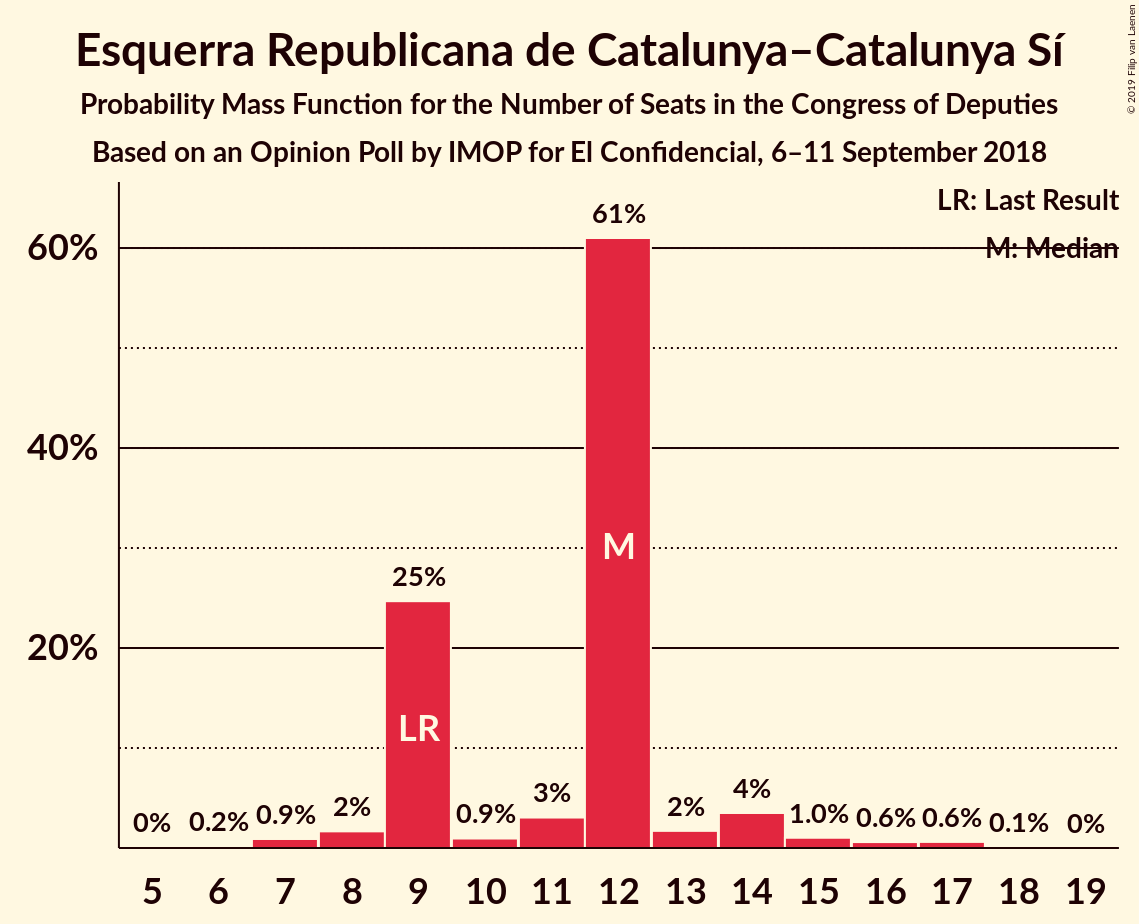 Esquerra Republicana de Catalunya–Catalunya Sí
Probability Mass Function for the Number of Seats in the Congress of Deputies
Based on an Opinion Poll by IMOP for El Confidencial, 6–11 September 2018
© 2019 Filip van Laenen
LR: Last Result
M: Median
60%
40%
20%
0% 0.2% 0.9% 2% 25% 0.9% 3% 61% 2% 4% 1.0% 0.6% 0.6% 0.1% 0%
LR
M
5 6 7 8 9 10 11 12 13 14 15 16 17 18 19